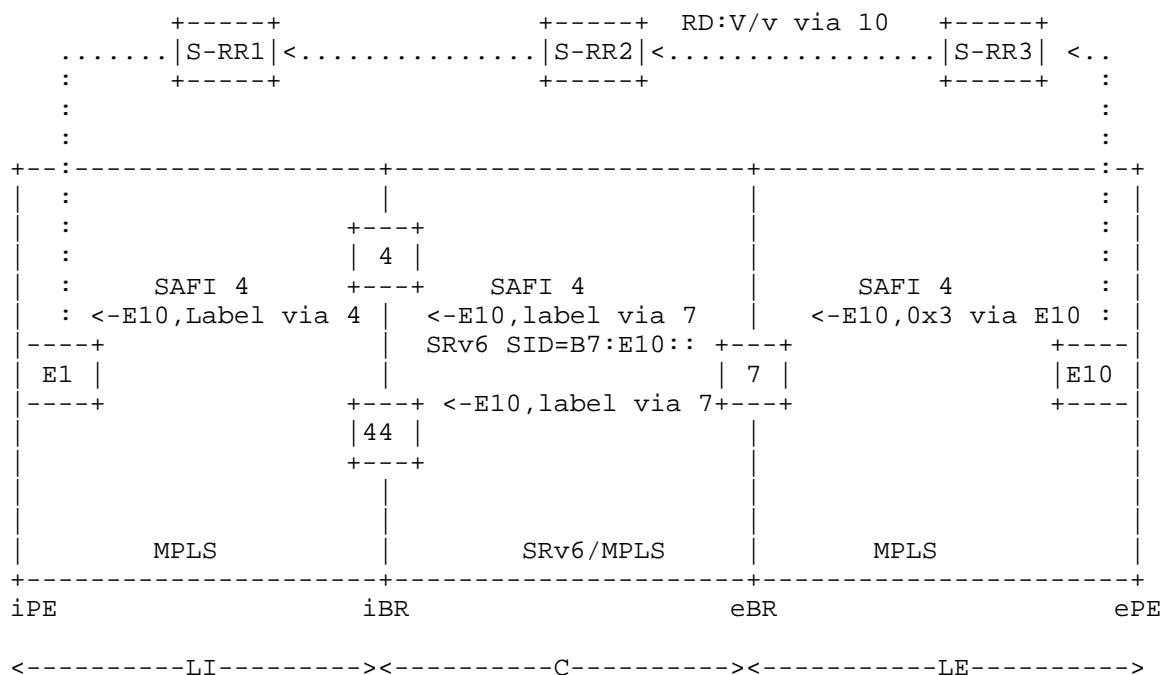 RD:V/v via 10
S-RR1 S-RR2 S-RR3
4
SAFI 4 SAFI 4 SAFI 4
<-E10,Label via 4 <-E10,label via 7 <-E10,0x3 via E10
SRv6 SID=B7:E10::
E1 7 E10
<-E10,label via 7
44
MPLS SRv6/MPLS MPLS
iPE iBR eBR ePE
<----------LI---------><----------C----------><----------LE---------->